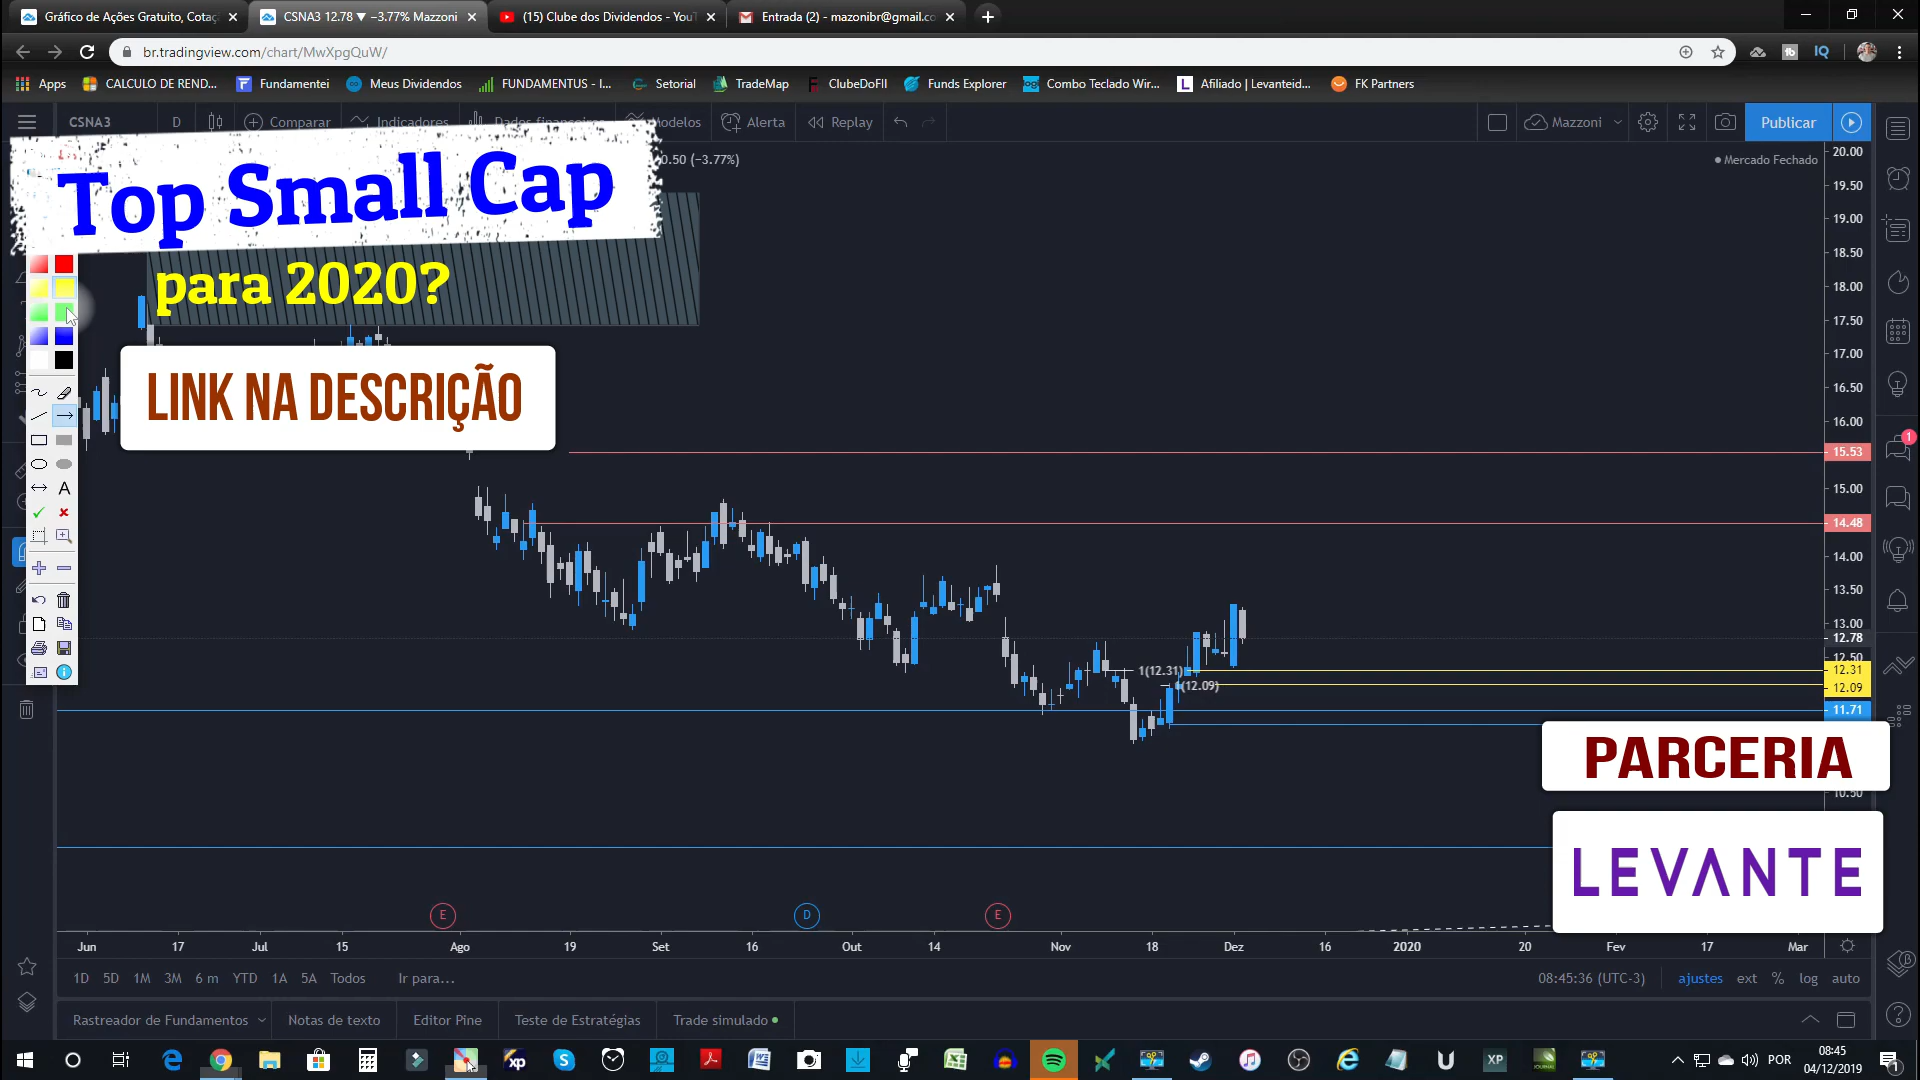 Gráfico de Ações Gratuito, Cotaç
CSNA3 12.78 ▼ −3.77% Mazzoni
(15) Clube dos Dividendos - YouT
Entrada (2) - mazonibr@gmail.co
br.tradingview.com/chart/MwXpgQuW/
Apps
CALCULO DE REND...
Fundamentei
Meus Dividendos
FUNDAMENTUS - I...
Setorial
TradeMap
ClubeDoFII
Funds Explorer
Combo Teclado Wir...
Afiliado | Levanteid...
FK Partners
CSNA3
D
Comparar
Indicadores
Dados financeiros
Modelos
Alerta
Replay
Mazzoni
Publicar
0.50 (−3.77%)
Mercado Fechado
Top Small Cap
para 2020?
LINK NA DESCRIÇÃO
20.00
19.50
19.00
18.50
18.00
17.50
17.00
16.50
16.00
15.53
15.00
14.48
14.00
13.50
13.00
12.78
12.50
12.31
12.09
11.71
10.50
1(12.31)
(12.09)
PARCERIA
LEVANTE
E
D
E
Jun
17
Jul
15
Ago
19
Set
16
Out
14
Nov
18
Dez
16
2020
20
Fev
17
Mar
1D
5D
1M
3M
6 m
YTD
1A
5A
Todos
Ir para...
08:45:36 (UTC-3)
ajustes
ext
%
log
auto
Rastreador de Fundamentos
Notas de texto
Editor Pine
Teste de Estratégias
Trade simulado
POR
08:45
04/12/2019